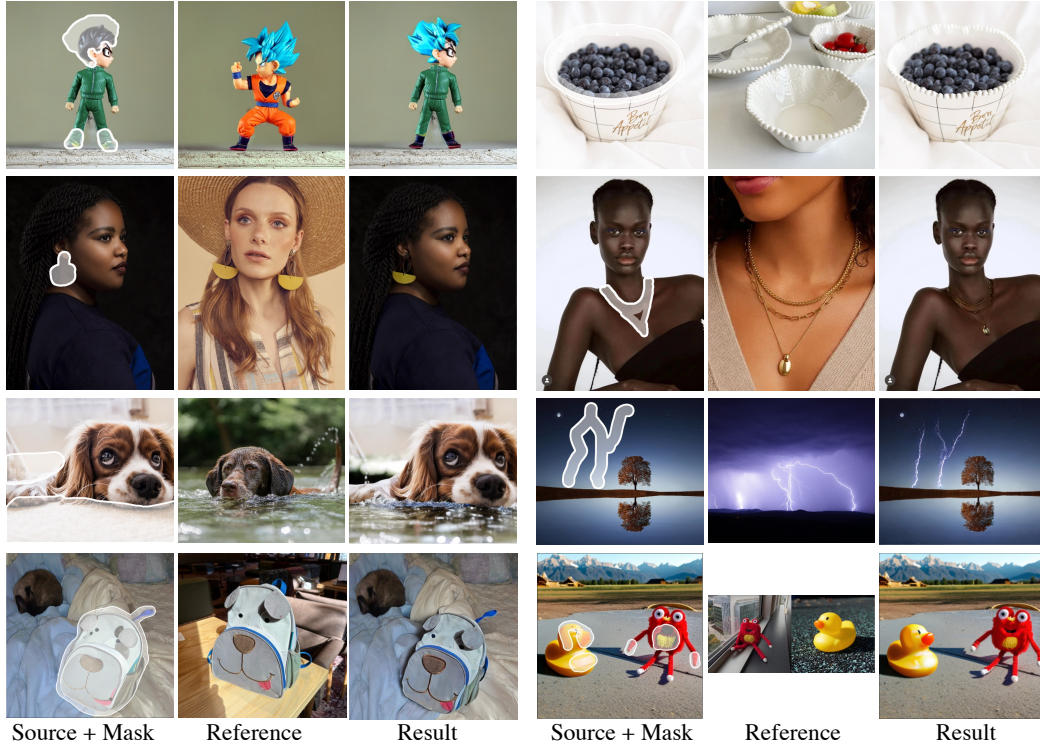 Bon
Appetit
Bon
Appetit
Source + Mask
Reference
Result
Source + Mask
Reference
Result